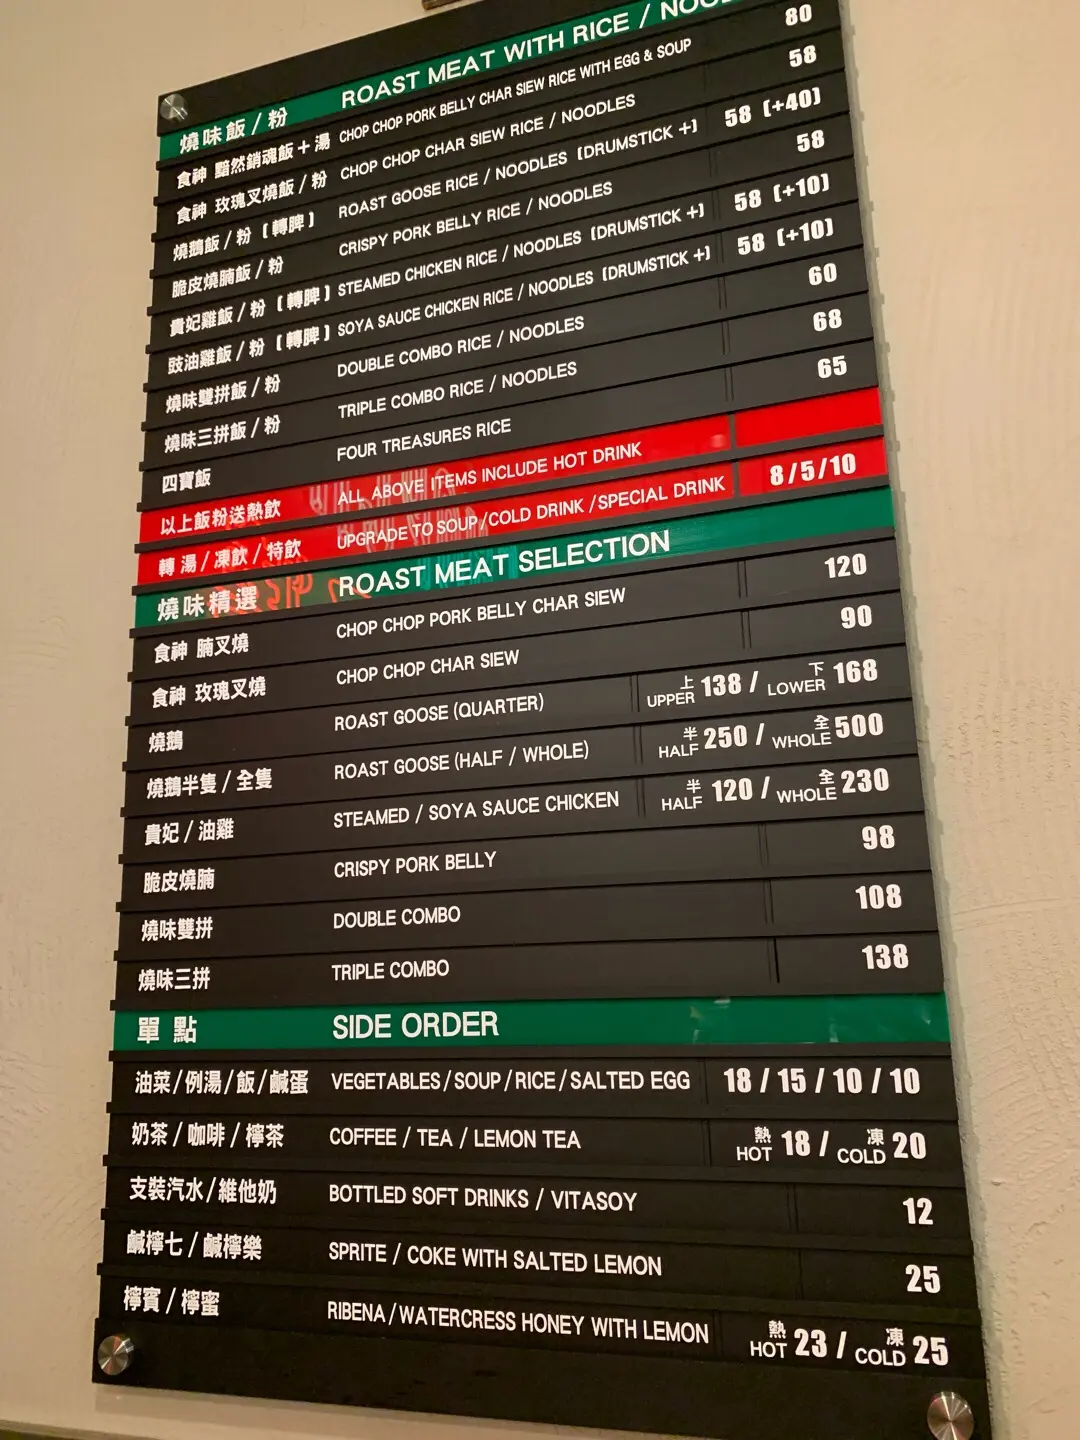 燒味飯/粉 ROAST MEAT WITH RICE / NOO
食神 黯然銷魂飯+湯 CHOP CHOP PORK BELLY CHAR SIEW RICE WITH EGG & SOUP 80
食神 玫瑰叉燒飯/粉 CHOP CHOP CHAR SIEW RICE / NOODLES 58
燒鵝飯/粉 [轉脾] ROAST GOOSE RICE / NOODLES [DRUMSTICK +] 58 [+40]
脆皮燒腩飯/粉 CRISPY PORK BELLY RICE / NOODLES 58
貴妃雞飯/粉 [轉脾] STEAMED CHICKEN RICE / NOODLES [DRUMSTICK +] 58 [+10]
豉油雞飯/粉 [轉脾] SOYA SAUCE CHICKEN RICE / NOODLES [DRUMSTICK +] 58 [+10]
燒味雙拼飯/粉 DOUBLE COMBO RICE / NOODLES 60
燒味三拼飯/粉 TRIPLE COMBO RICE / NOODLES 68
四寶飯 FOUR TREASURES RICE 65
以上飯粉送熱飲 ALL ABOVE ITEMS INCLUDE HOT DRINK
轉 湯/凍飲/特飲 UPGRADE TO SOUP/COLD DRINK/SPECIAL DRINK 8/5/10
燒味精選 ROAST MEAT SELECTION
食神 腩叉燒 CHOP CHOP PORK BELLY CHAR SIEW 120
食神 玫瑰叉燒 CHOP CHOP CHAR SIEW 90
燒鵝 ROAST GOOSE (QUARTER) 上 UPPER 138 / 下 LOWER 168
燒鵝半隻/全隻 ROAST GOOSE (HALF / WHOLE) 半 HALF 250 / 全 WHOLE 500
貴妃/油雞 STEAMED / SOYA SAUCE CHICKEN 半 HALF 120 / 全 WHOLE 230
脆皮燒腩 CRISPY PORK BELLY 98
燒味雙拼 DOUBLE COMBO 108
燒味三拼 TRIPLE COMBO 138
單點 SIDE ORDER
油菜/例湯/飯/鹹蛋 VEGETABLES/SOUP/RICE/SALTED EGG 18 / 15 / 10 / 10
奶茶/咖啡/檸茶 COFFEE / TEA / LEMON TEA 熱 HOT 18 / 凍 COLD 20
支裝汽水/維他奶 BOTTLED SOFT DRINKS / VITASOY 12
鹹檸七/鹹檸樂 SPRITE / COKE WITH SALTED LEMON 25
檸賓/檸蜜 RIBENA/WATERCRESS HONEY WITH LEMON 熱 HOT 23 / 凍 COLD 25